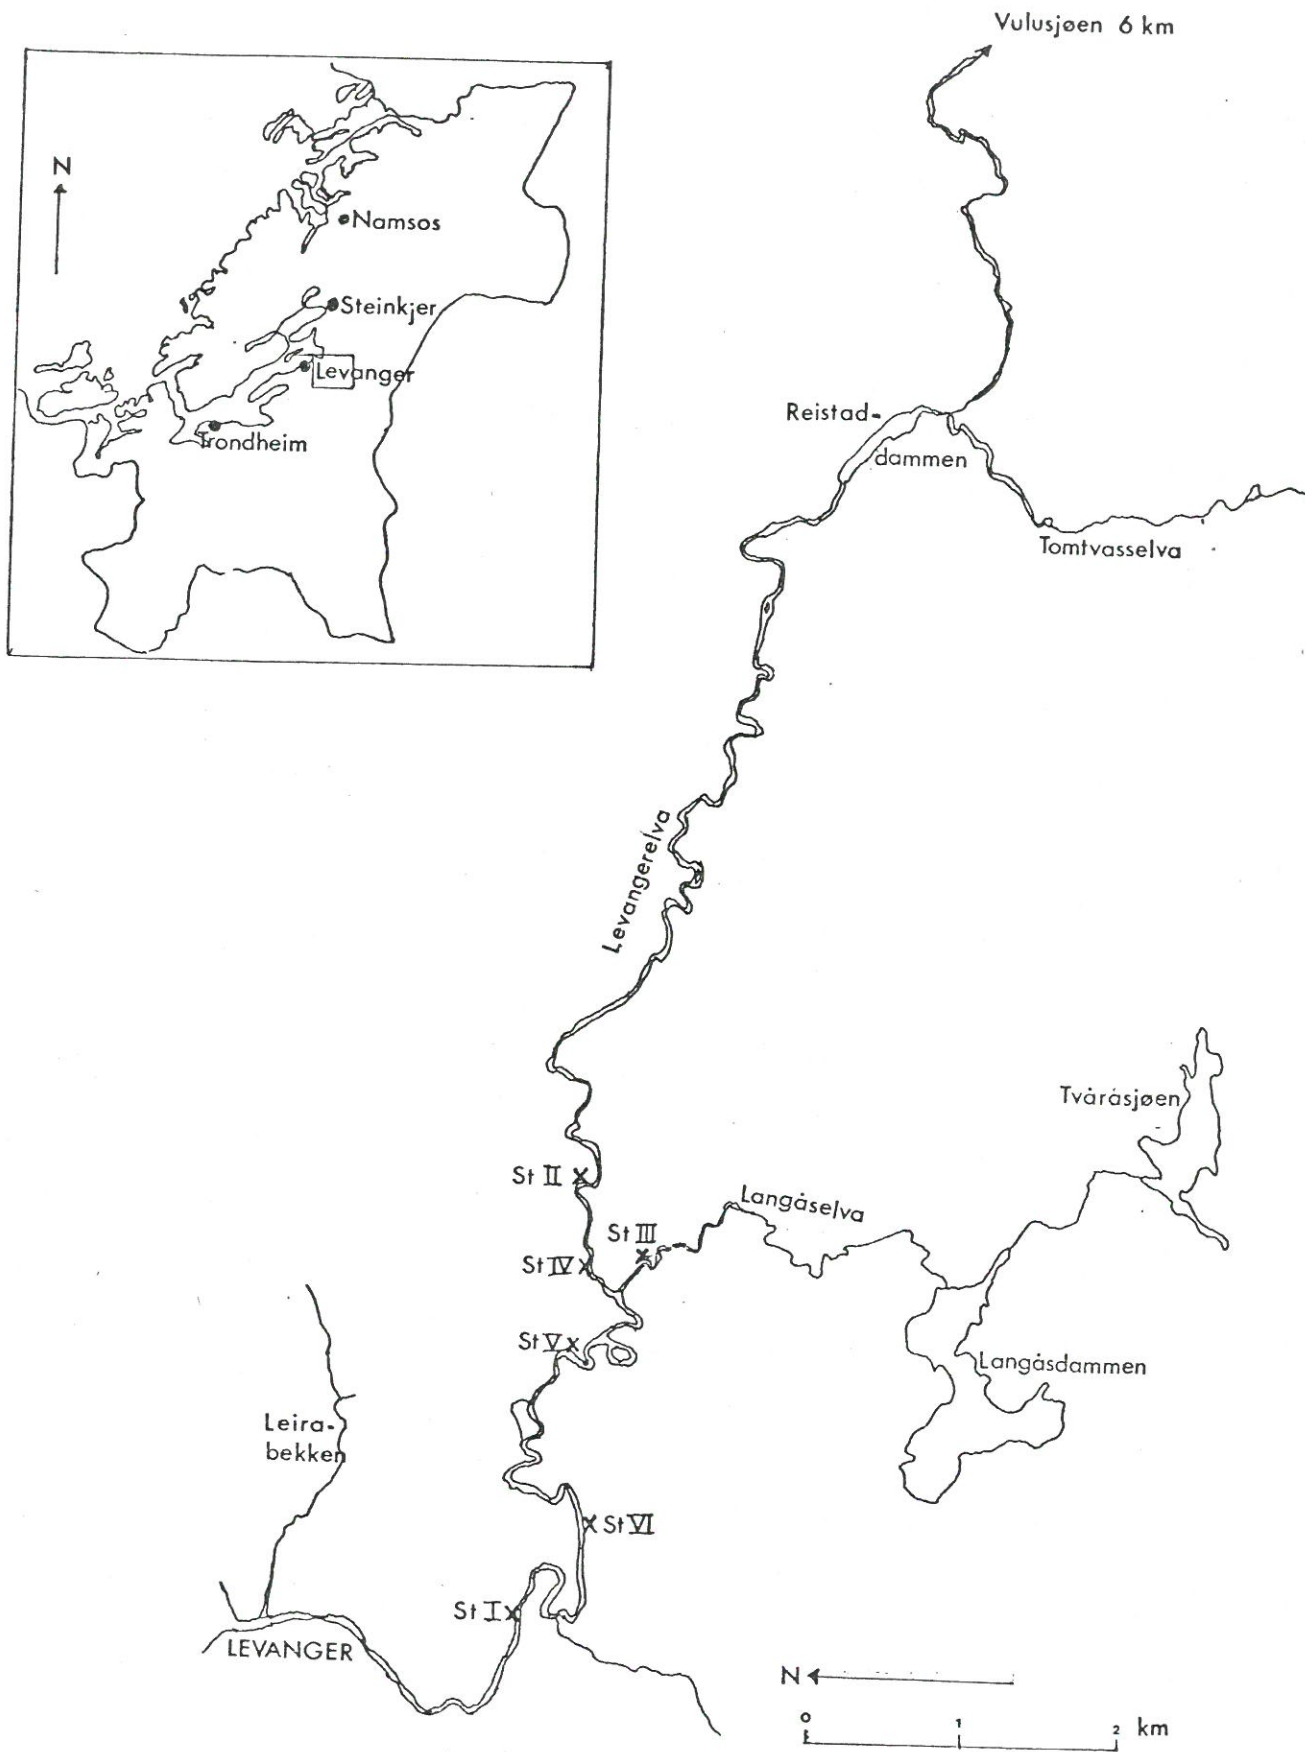 Vulusjøen 6 km
N
Namsos
Steinkjer
Levanger
Trondheim
Reistad-
dammen
Tomtvasselva
Levangerelva
Tvåråsjøen
St II
Langåselva
St III
St IV
St V
Langåsdammen
Leira-
bekken
St VI
St I
LEVANGER
N
0 1 2 km